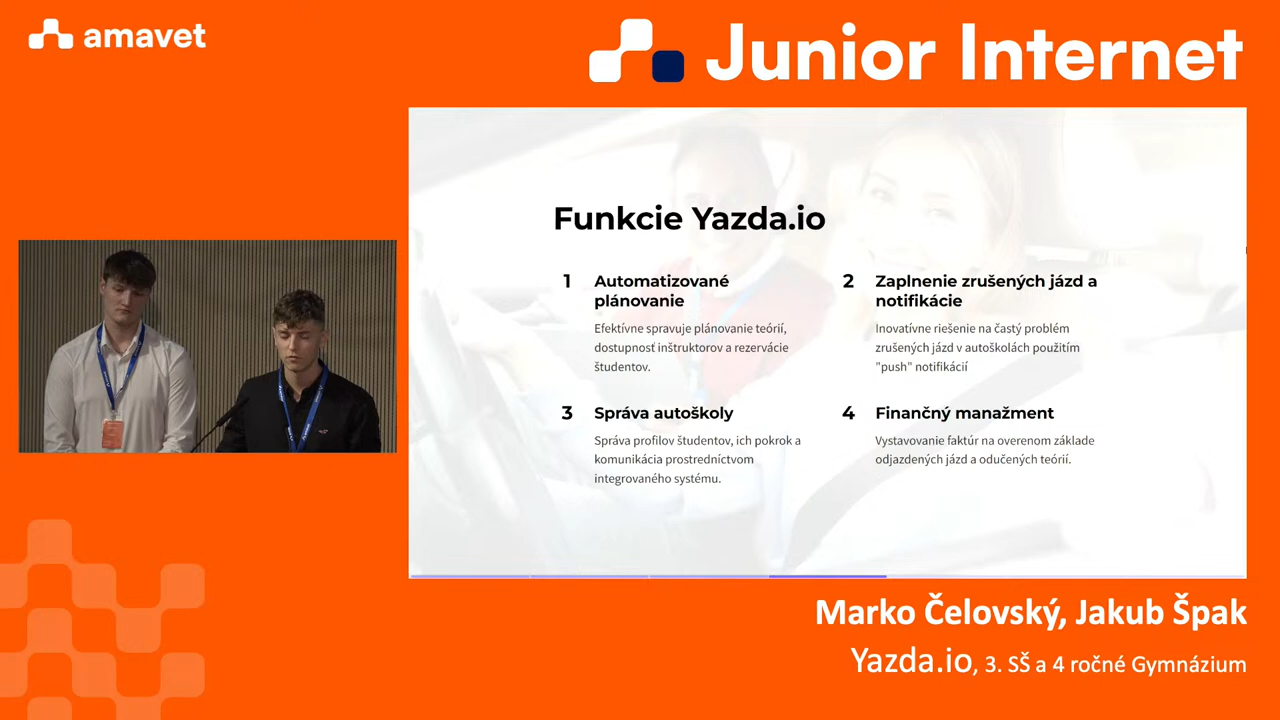 amavet
Junior Internet
Funkcie Yazda.io
1 Automatizované
plánovanie
Efektívne spravuje plánovanie teórií,
dostupnosť inštruktorov a rezervácie
študentov.
2 Zaplnenie zrušených jázd a
notifikácie
Inovatívne riešenie na častý problém
zrušených jázd v autoškolách použitím
"push" notifikácií
3 Správa autoškoly
Správa profilov študentov, ich pokrok a
komunikácia prostredníctvom
integrovaného systému.
4 Finančný manažment
Vystavovanie faktúr na overenom základe
odjazdených jázd a odučených teórií.
Marko Čelovský, Jakub Špak
Yazda.io, 3. SŠ a 4 ročné Gymnázium